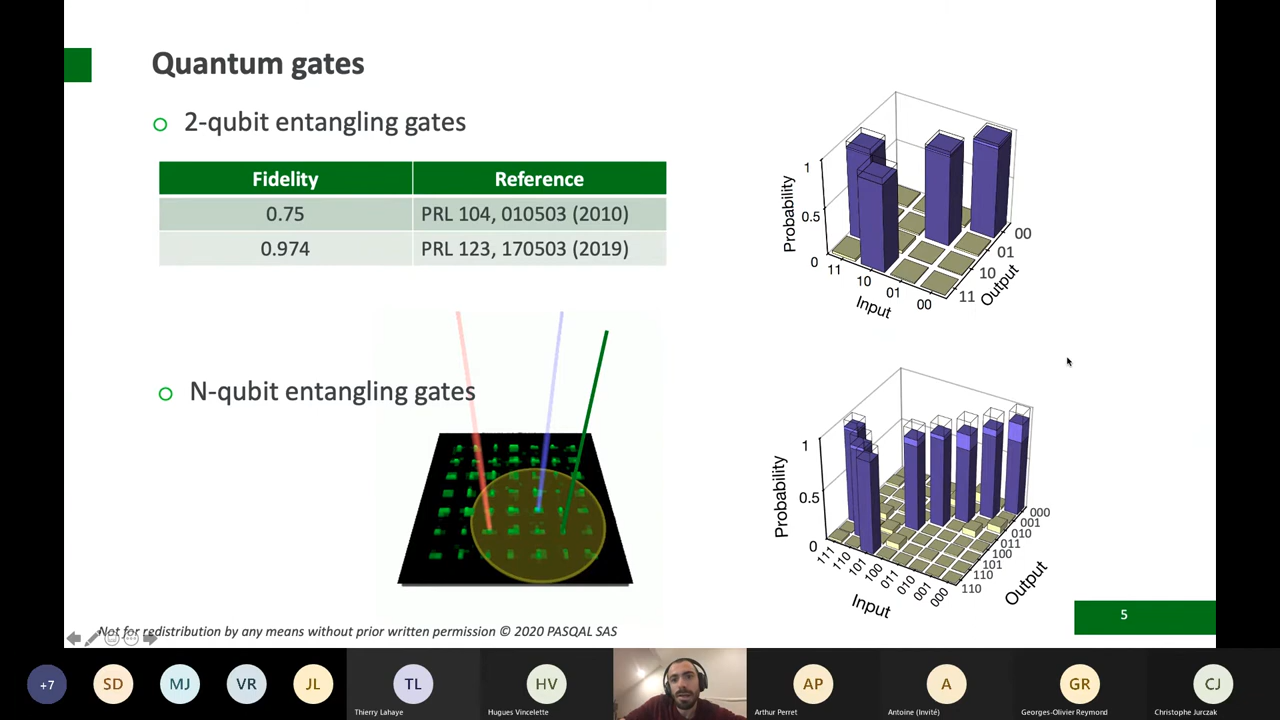 Quantum gates
2-qubit entangling gates
Fidelity Reference
0.75 PRL 104, 010503 (2010)
0.974 PRL 123, 170503 (2019)
N-qubit entangling gates
1
0.5
0
Probability
11
10
01
00
Input
11
10
01
00
Output
1
0.5
0
Probability
111
110
101
100
011
010
001
000
Input
110
110
101
100
011
010
001
000
Output
5
Not for redistribution by any means without prior written permission © 2020 PASQAL SAS
+7
SD
MJ
VR
JL
TL
Thierry Lahaye
HV
Hugues Vincelette
AP
Arthur Perret
A
Antoine (Invité)
GR
Georges-Olivier Reymond
CJ
Christophe Jurczak